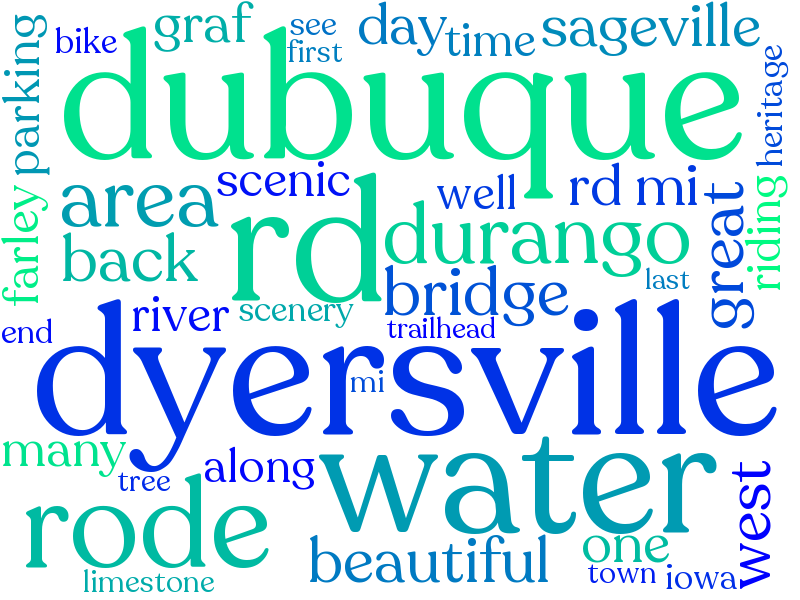 bike graf see day time sageville
first
parking dubuque heritage
scenic well rd mi
farley area rd durango great riding
back bridge last
end river scenery trailhead
dyersville
mi
many along water west
tree
rode beautiful one
limestone town iowa